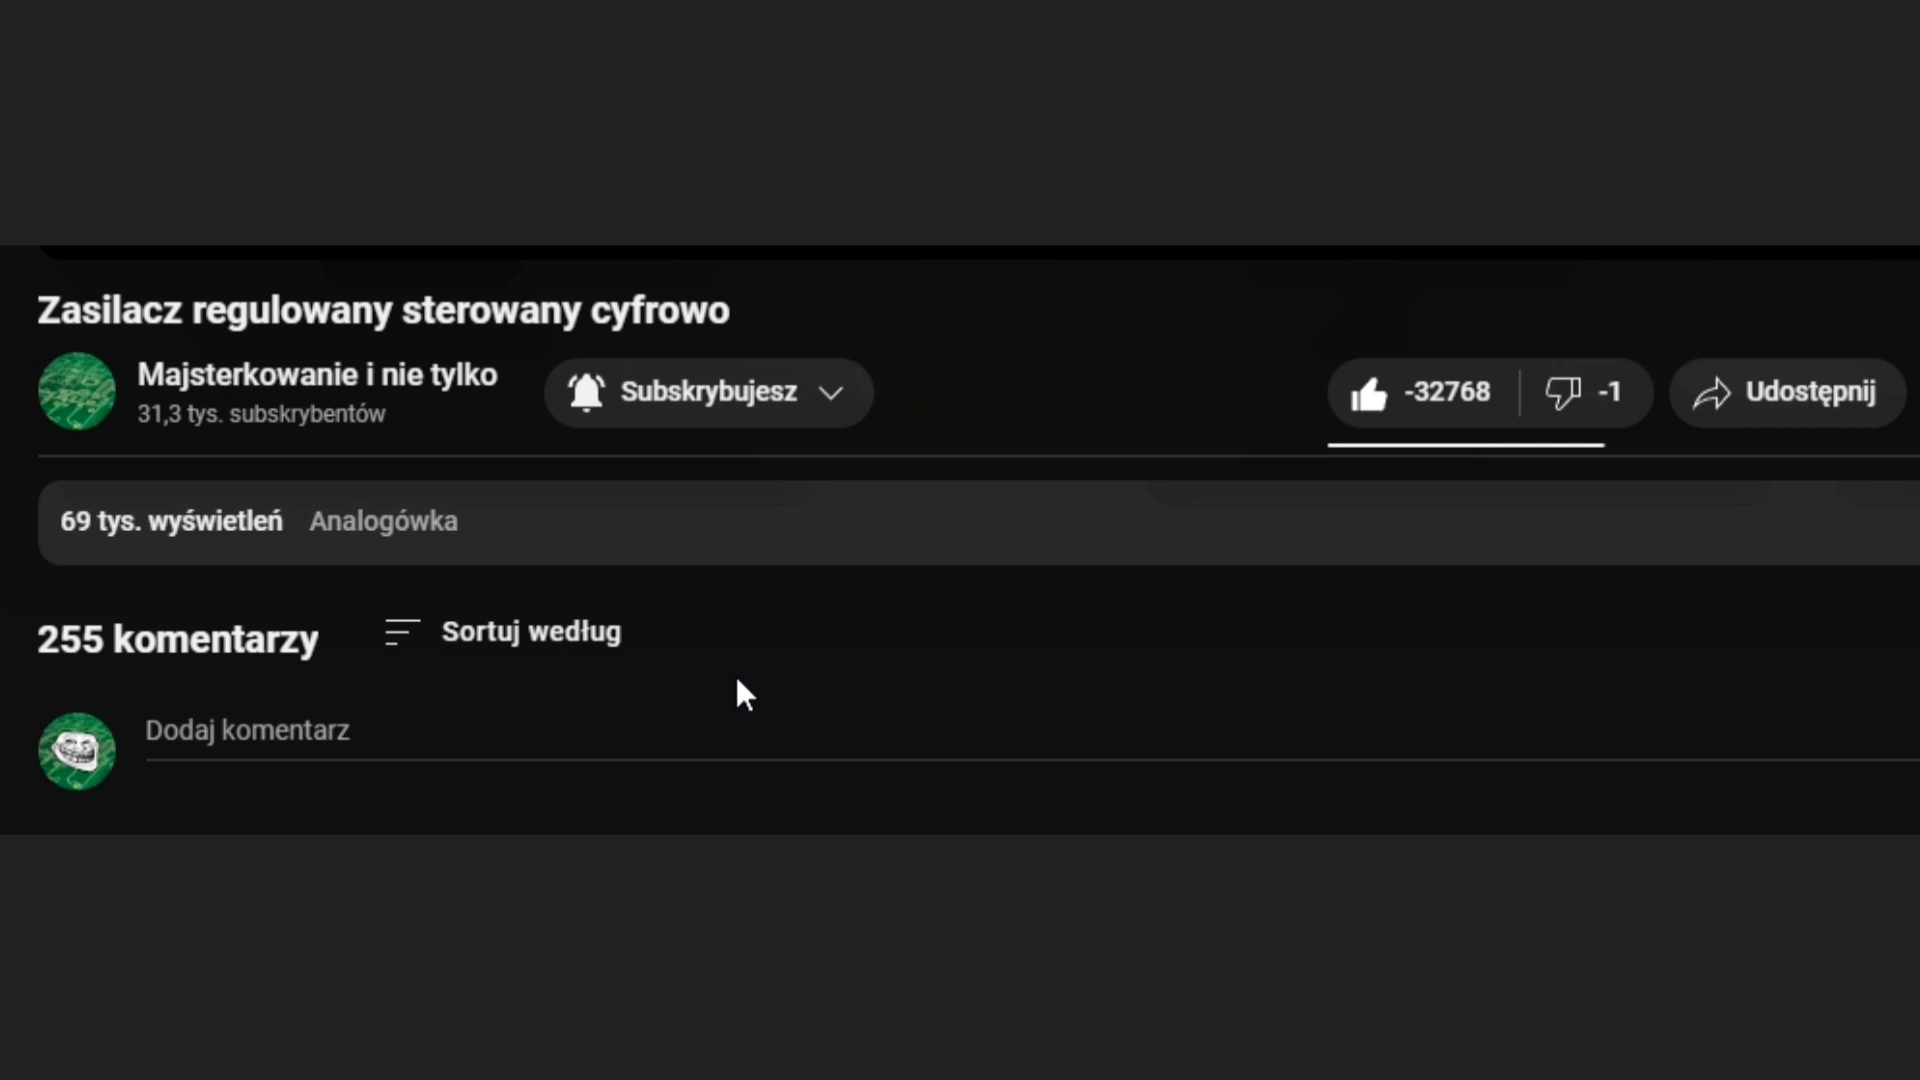 Zasilacz regulowany sterowany cyfrowo
Majsterkowanie i nie tylko
31,3 tys. subskrybentów
Subskrybujesz
-32768
-1
Udostępnij
69 tys. wyświetleń Analogówka
255 komentarzy
Sortuj według
Dodaj komentarz